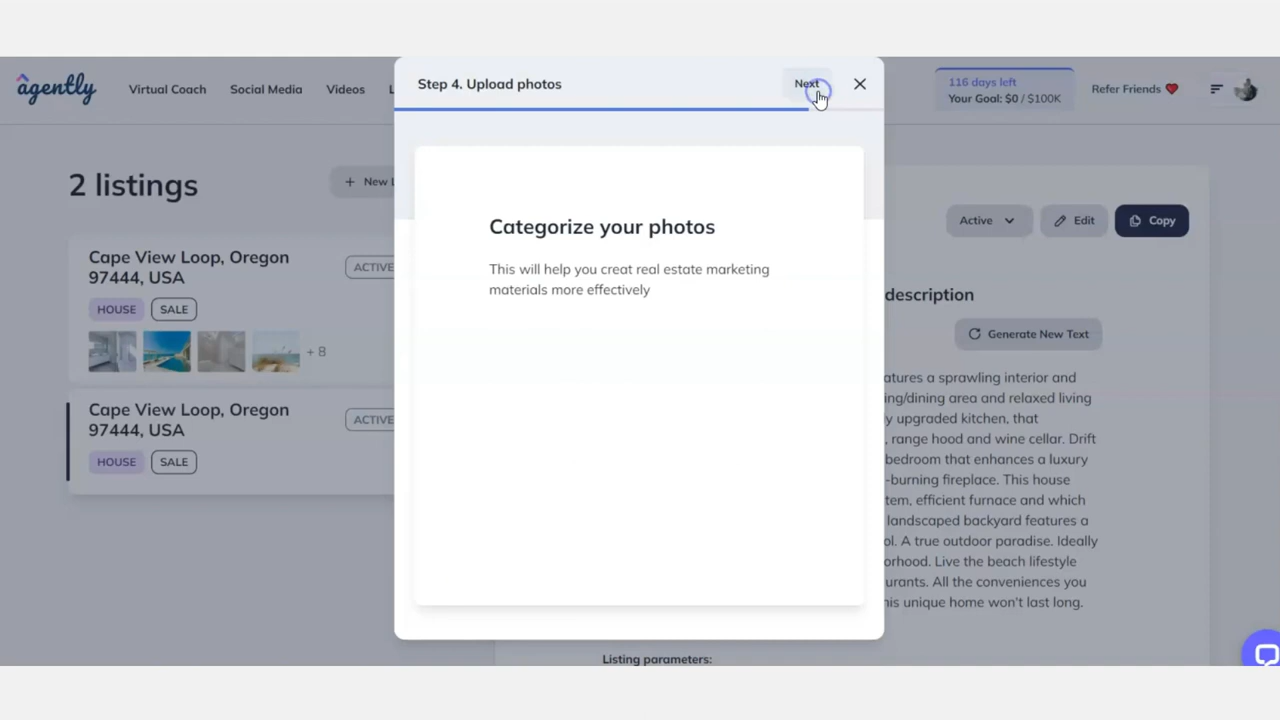 agently
Virtual Coach
Social Media
Videos
L
Step 4. Upload photos
Next
116 days left
Your Goal: $0 / $100K
Refer Friends
2 listings
+ New L
Cape View Loop, Oregon
97444, USA
ACTIVE
HOUSE
SALE
+ 8
Cape View Loop, Oregon
97444, USA
ACTIVE
HOUSE
SALE
Categorize your photos
This will help you creat real estate marketing
materials more effectively
Active
Edit
Copy
description
Generate New Text
atures a sprawling interior and
ing/dining area and relaxed living
y upgraded kitchen, that
, range hood and wine cellar. Drift
bedroom that enhances a luxury
-burning fireplace. This house
tem, efficient furnace and which
landscaped backyard features a
ol. A true outdoor paradise. Ideally
orhood. Live the beach lifestyle
urants. All the conveniences you
his unique home won't last long.
Listing parameters: